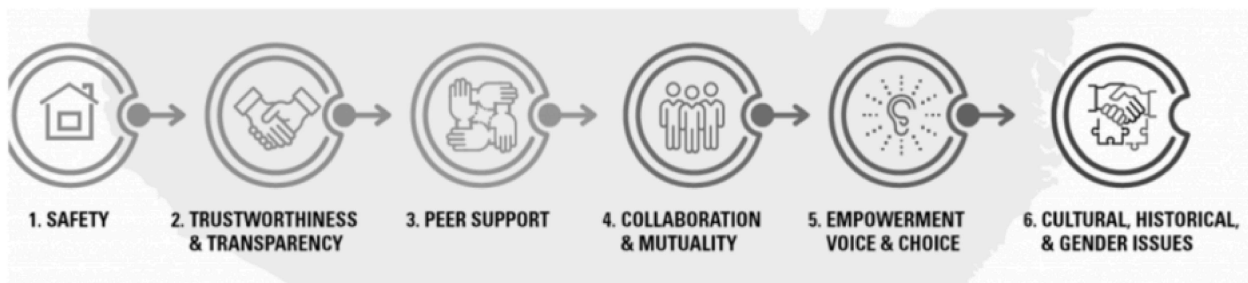 1. SAFETY
2. TRUSTWORTHINESS
& TRANSPARENCY
3. PEER SUPPORT
4. COLLABORATION
& MUTUALITY
5. EMPOWERMENT
VOICE & CHOICE
6. CULTURAL, HISTORICAL,
& GENDER ISSUES